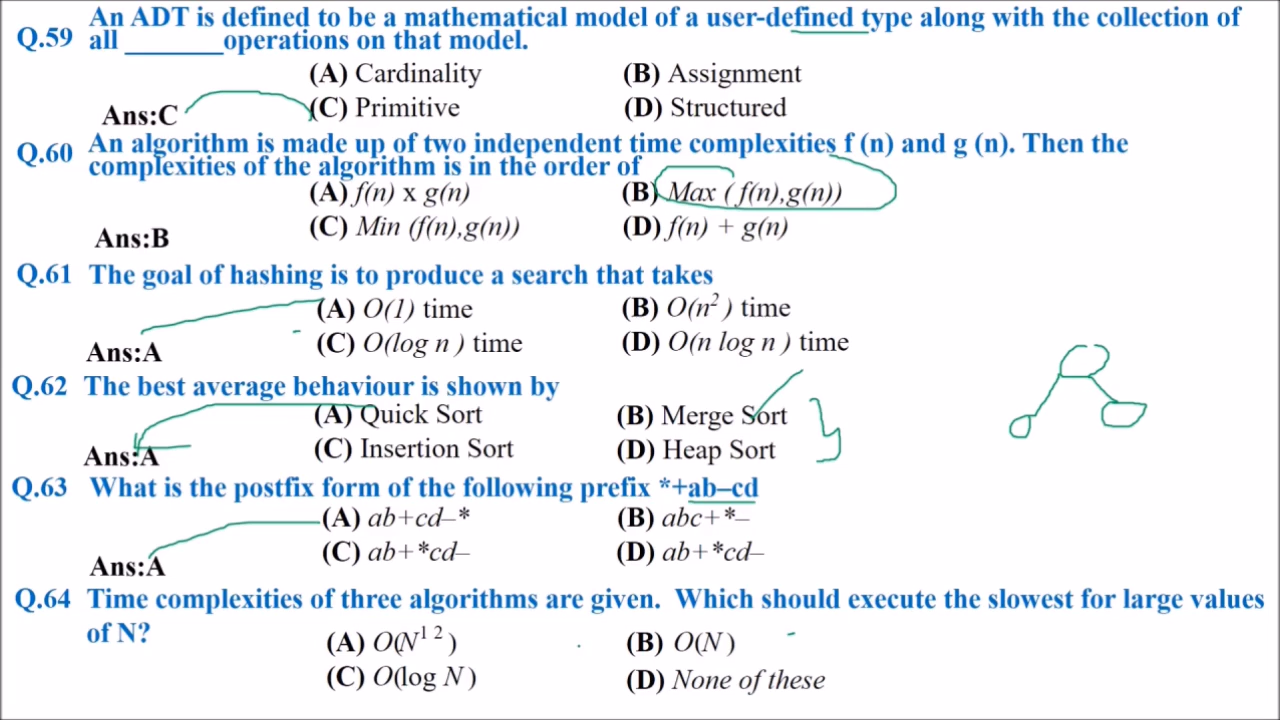 Q.59 An ADT is defined to be a mathematical model of a user-defined type along with the collection of
all _______ operations on that model.
(A) Cardinality (B) Assignment
(C) Primitive (D) Structured
Ans:C
Q.60 An algorithm is made up of two independent time complexities f (n) and g (n). Then the
complexities of the algorithm is in the order of
(A) f(n) x g(n) (B) Max ( f(n),g(n))
(C) Min (f(n),g(n)) (D) f(n) + g(n)
Ans:B
Q.61 The goal of hashing is to produce a search that takes
(A) O(1) time (B) O(n² ) time
(C) O(log n ) time (D) O(n log n ) time
Ans:A
Q.62 The best average behaviour is shown by
(A) Quick Sort (B) Merge Sort
(C) Insertion Sort (D) Heap Sort
Ans:A
Q.63 What is the postfix form of the following prefix *+ab–cd
(A) ab+cd–* (B) abc+*–
(C) ab+*cd– (D) ab+*cd–
Ans:A
Q.64 Time complexities of three algorithms are given. Which should execute the slowest for large values
of N?
(A) O(N¹ ²) (B) O(N)
(C) O(log N) (D) None of these